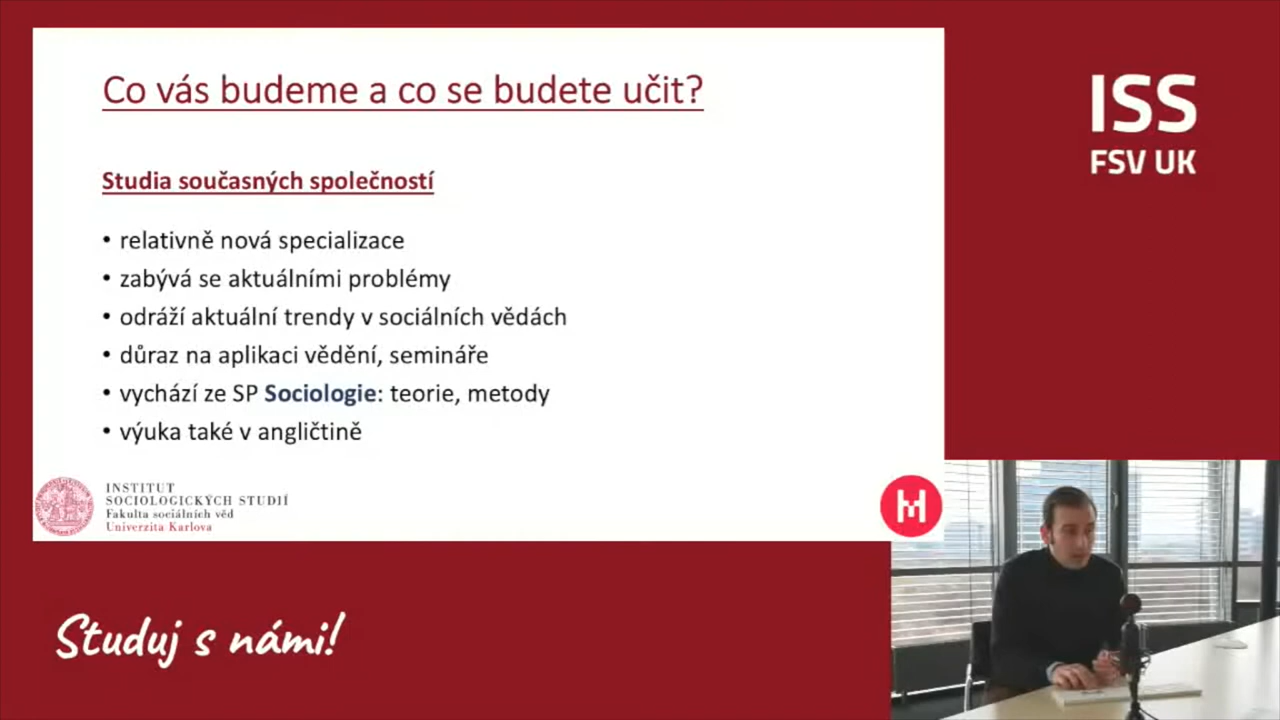 Co vás budeme a co se budete učit?
Studia současných společností
• relativně nová specializace
• zabývá se aktuálními problémy
• odráží aktuální trendy v sociálních vědách
• důraz na aplikaci vědění, semináře
• vychází ze SP Sociologie: teorie, metody
• výuka také v angličtině
INSTITUT
SOCIOLOGICKÝCH STUDIÍ
Fakulta sociálních věd
Univerzita Karlova
M
ISS
FSV UK
Studuj s námi!